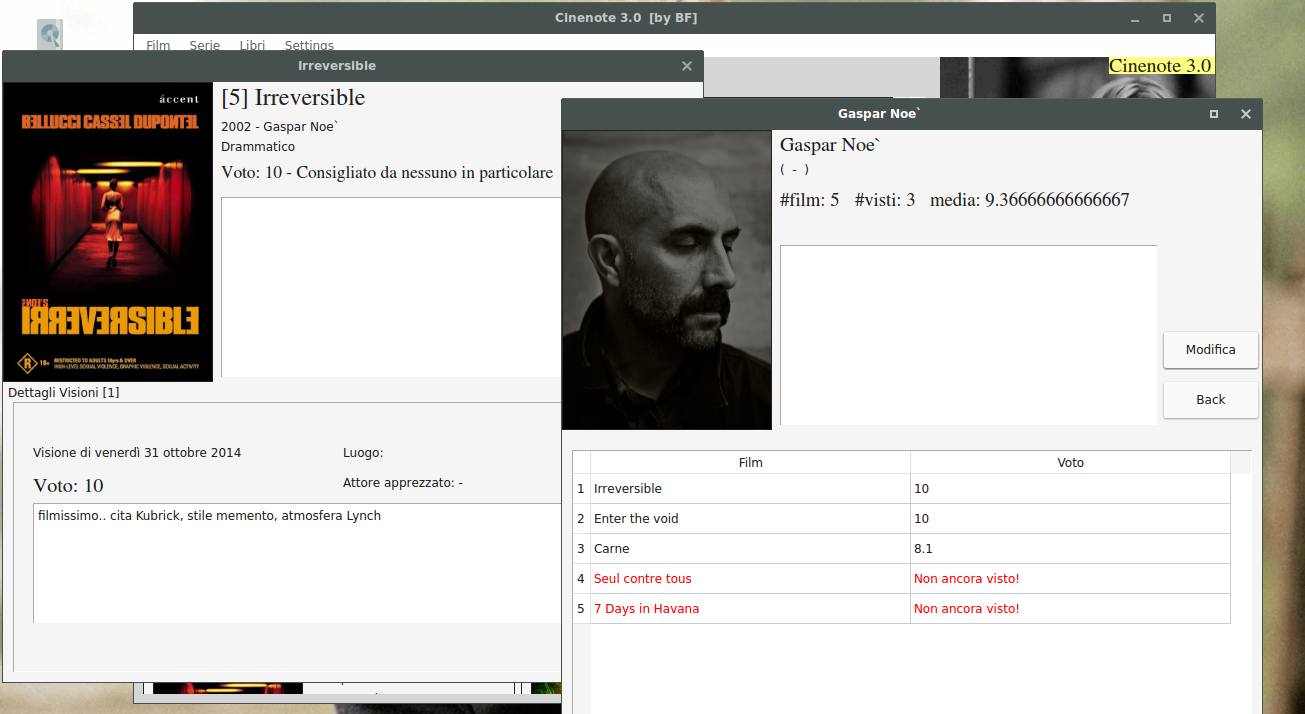 Cinenote 3.0 [by BF]
Film Serie Libri Settings
Cinenote 3.0
Irreversible
áccent
BELLUCCI CASSEL DUPONTEL
IRREVERSIBLE
R 18+ RESTRICTED TO ADULTS 18yrs & OVER
HIGH-LEVEL SEXUAL VIOLENCE, GRAPHIC VIOLENCE, SEXUAL ACTIVITY
[5] Irreversible
2002 - Gaspar Noe`
Drammatico
Voto: 10 - Consigliato da nessuno in particolare
Dettagli Visioni [1]
Visione di venerdì 31 ottobre 2014
Luogo:
Voto: 10
Attore apprezzato: -
filmissimo.. cita Kubrick, stile memento, atmosfera Lynch
Gaspar Noe`
Gaspar Noe`
( - )
#film: 5 #visti: 3 media: 9.36666666666667
Modifica
Back
Film Voto
1 Irreversible 10
2 Enter the void 10
3 Carne 8.1
4 Seul contre tous Non ancora visto!
5 7 Days in Havana Non ancora visto!